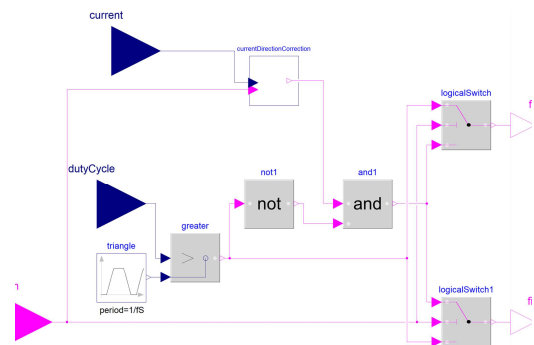 current
currentDirectionCorrection
logicalSwitch
dutyCycle
not1
and1
not
and
greater
>
triangle
logicalSwitch1
period=1/fS